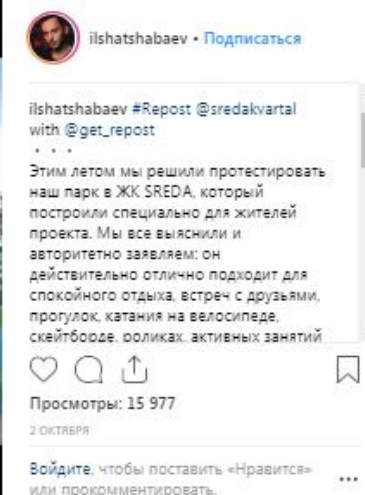 ilshatshabaev • Подписаться
ilshatshabaev #Repost @sredakvartal
with @get_repost
・・・
Этим летом мы решили протестировать
наш парк в ЖК SREDA, который
построили специально для жителей
проекта. Мы все выяснили и
авторитетно заявляем: он
действительно отлично подходит для
спокойного отдыха, встреч с друзьями,
прогулок, катания на велосипеде,
скейтборде, роликах, активных занятий
Просмотры: 15 977
2 ОКТЯБРЯ
Войдите, чтобы поставить «Нравится»
или прокомментировать.